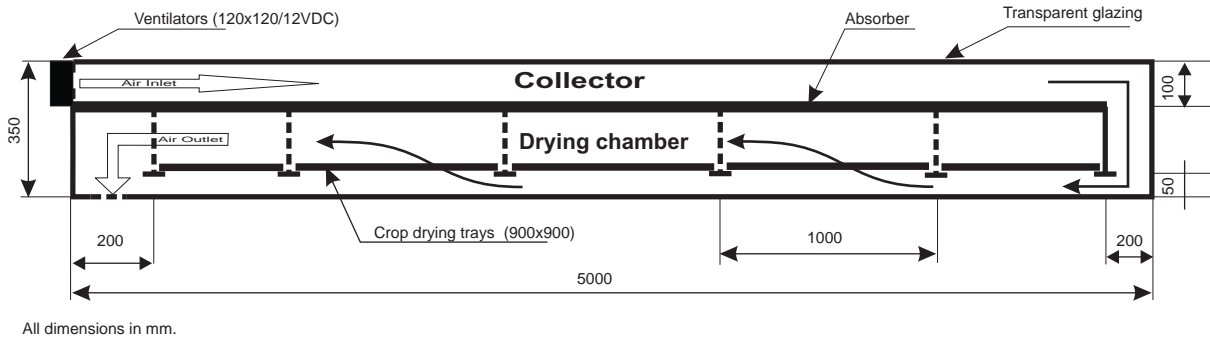 Ventilators (120x120/12VDC)
Absorber
Transparent glazing
Air Inlet
Collector
100
350
Air Outlet
Drying chamber
50
Crop drying trays (900x900)
200
1000
200
5000
All dimensions in mm.